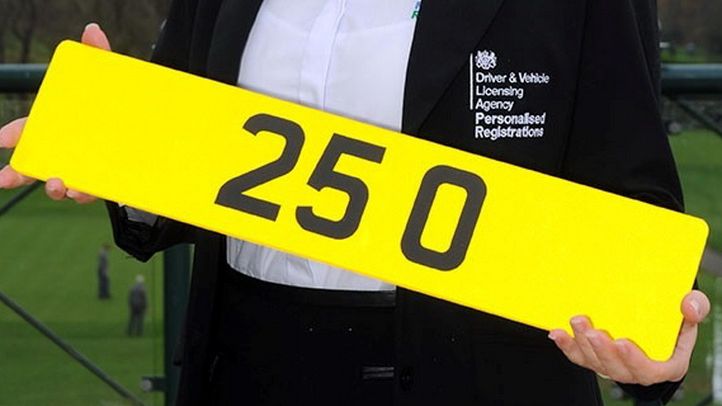 Driver & Vehicle
Licensing
Agency
Personalised
Registrations
25 O